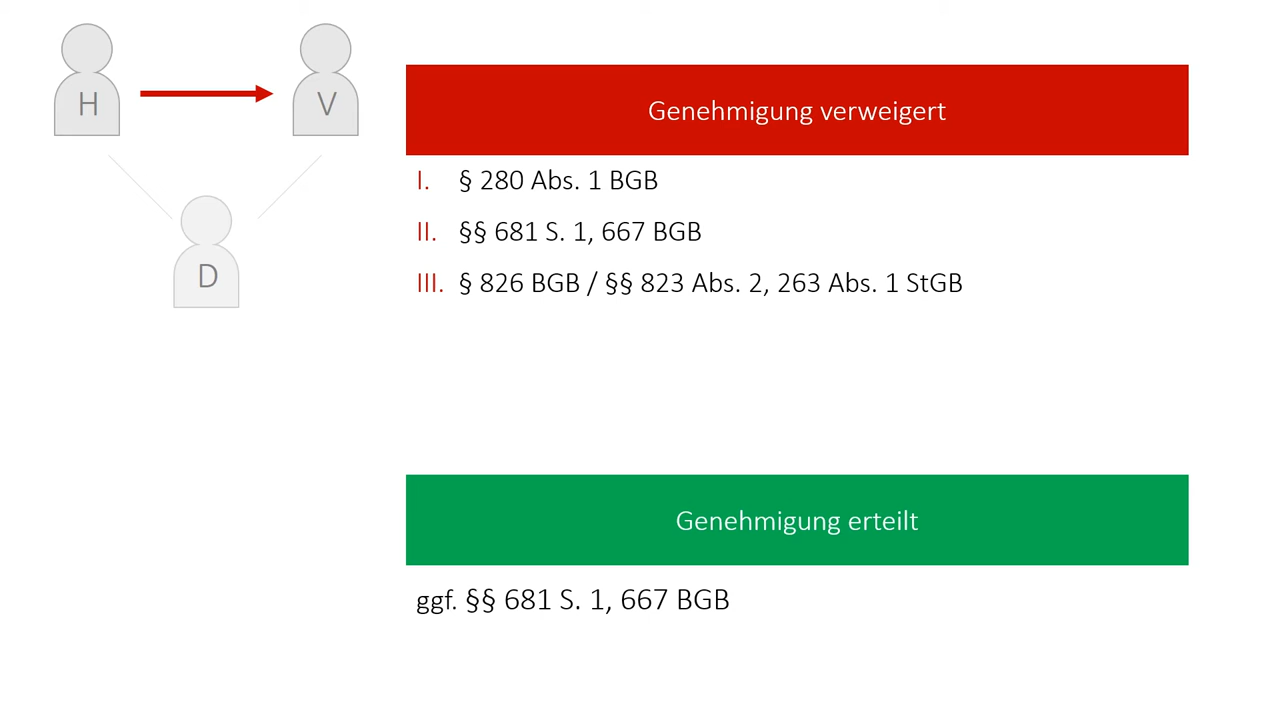 H
V
D
Genehmigung verweigert
I. § 280 Abs. 1 BGB
II. §§ 681 S. 1, 667 BGB
III. § 826 BGB / §§ 823 Abs. 2, 263 Abs. 1 StGB
Genehmigung erteilt
ggf. §§ 681 S. 1, 667 BGB